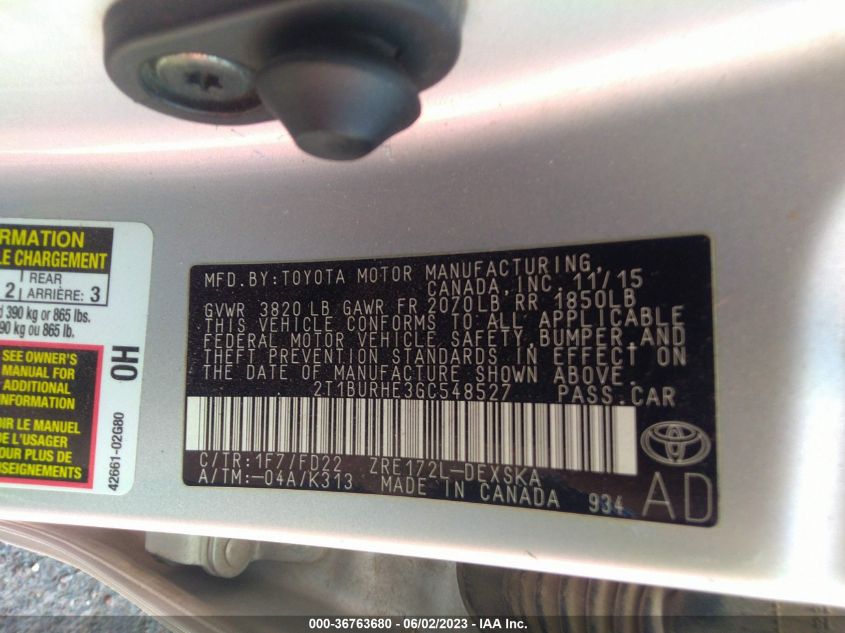 RMATION
LE CHARGEMENT
2 REAR ARRIÈRE: 3
d 390 kg or 865 lbs.
90 kg ou 865 lb.
SEE OWNER'S
MANUAL FOR
ADDITIONAL
INFORMATION
OIR LE MANUEL
DE L'USAGER
POUR PLUS DE
SEIGNEMENTS
OH
42661-02G80
MFD.BY:TOYOTA MOTOR MANUFACTURING,
CANADA,INC. 11/15
GVWR 3820LB GAWR FR 2070LB,RR 1850LB
THIS VEHICLE CONFORMS TO ALL APPLICABLE
FEDERAL MOTOR VEHICLE SAFETY,BUMPER,AND
THEFT PREVENTION STANDARDS IN EFFECT ON
THE DATE OF MANUFACTURE SHOWN ABOVE.
2T1BURHE3GC548527 PASS.CAR
C/TR:1F7/FD22 ZRE172L-DEXSKA
A/TM:-04A/K313 MADE IN CANADA 934
AD
000-36763680 - 06/02/2023 - IAA Inc.